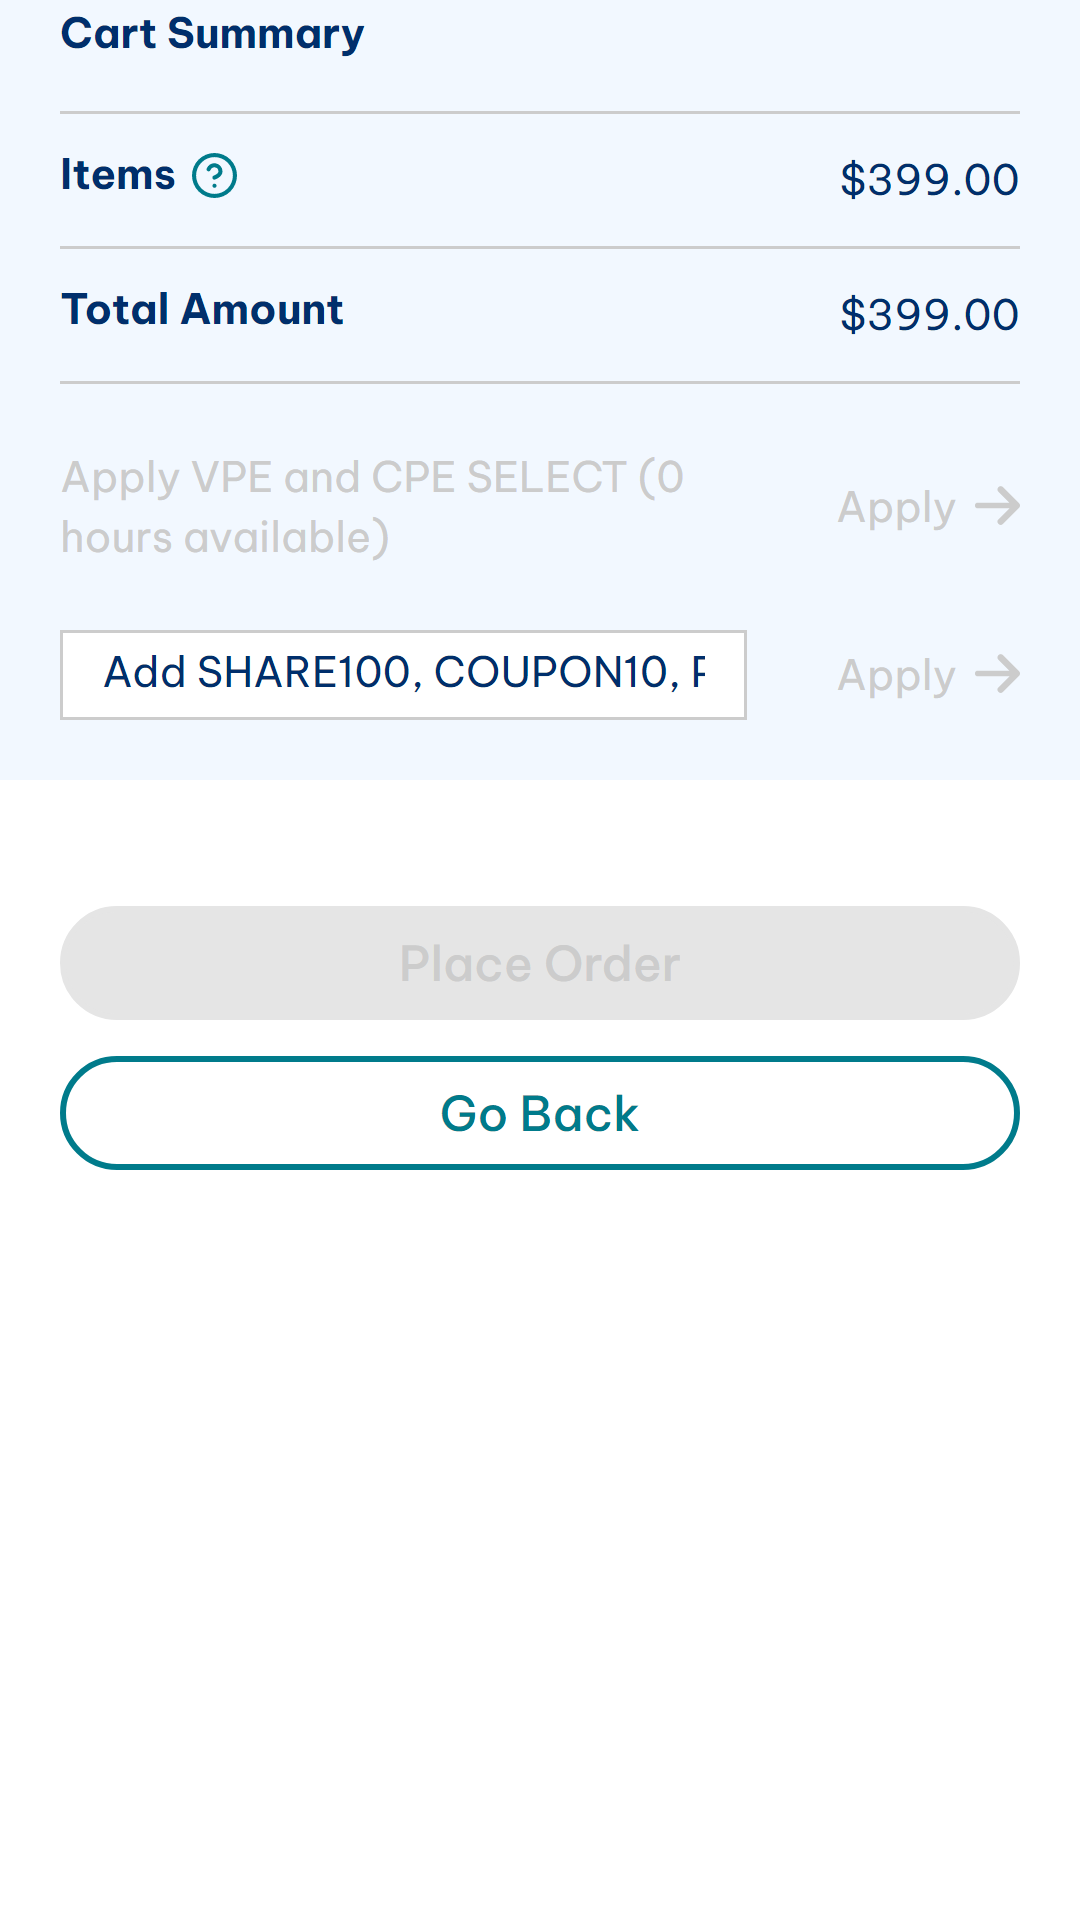 Cart Summary
Items
$399.00
Total Amount
$399.00
Apply VPE and CPE SELECT (0
hours available)
Apply
Add SHARE100, COUPON10,
Apply
Place Order
Go Back